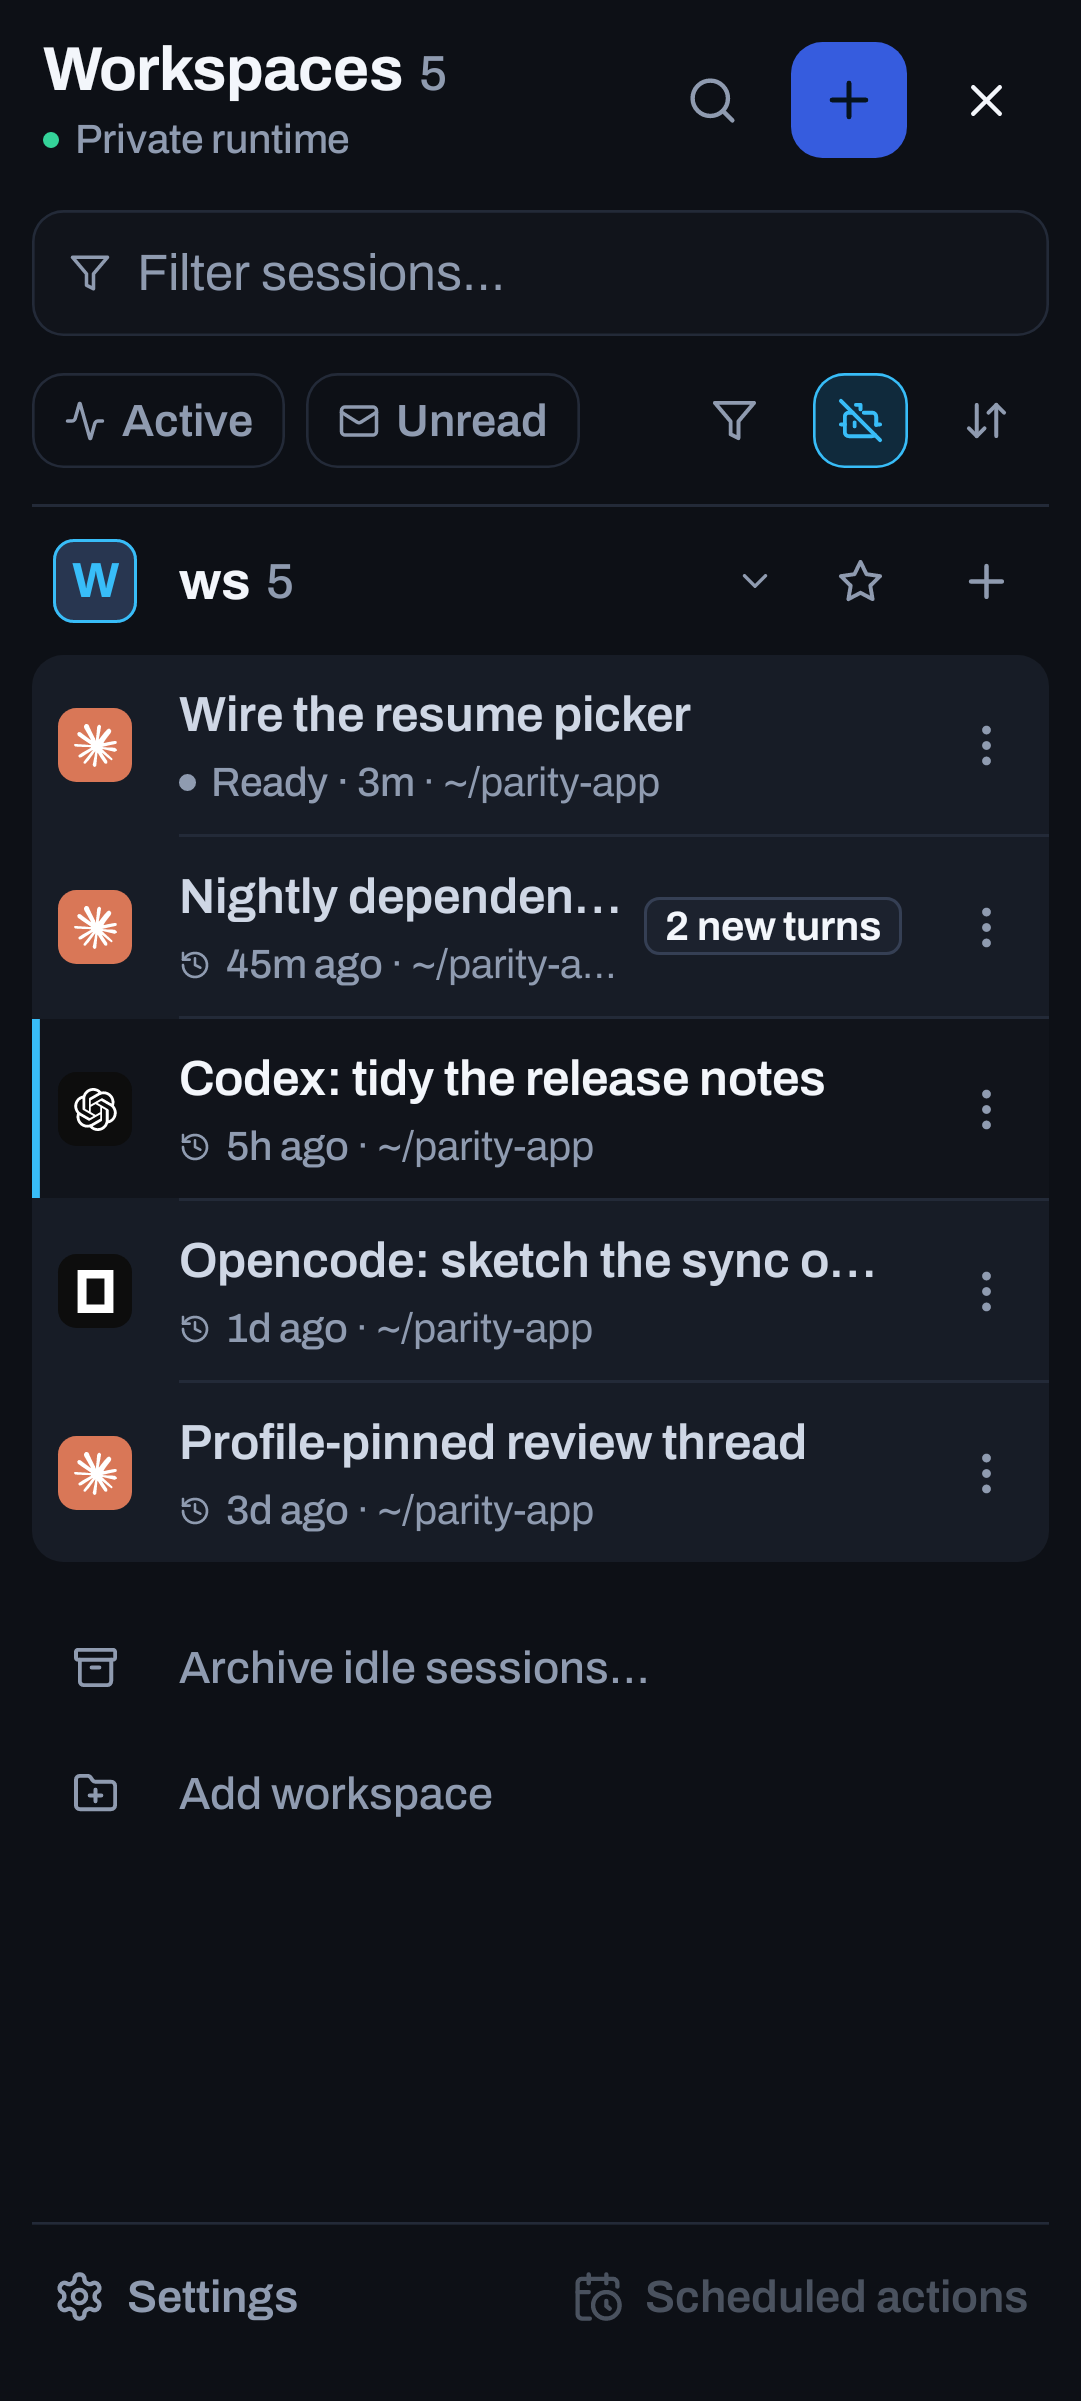 Workspaces 5
Private runtime
Filter sessions...
Active
Unread
W
ws 5
Wire the resume picker
Ready · 3m · ~/parity-app
Nightly dependen...
2 new turns
45m ago · ~/parity-a...
Codex: tidy the release notes
5h ago · ~/parity-app
Opencode: sketch the sync o...
1d ago · ~/parity-app
Profile-pinned review thread
3d ago · ~/parity-app
Archive idle sessions...
Add workspace
Settings
Scheduled actions